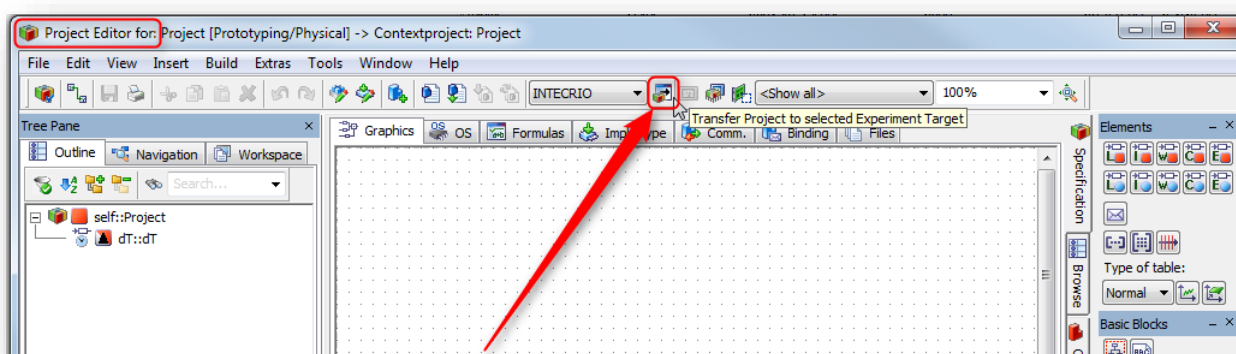 Project Editor for: Project [Prototyping/Physical] -> Contextproject: Project
File Edit View Insert Build Extras Tools Window Help
INTECRIO <Show all> 100%
Transfer Project to selected Experiment Target
Tree Pane
Graphics OS Formulas Comm. Binding Files
Elements
Outline Navigation Workspace
Search...
Specification
self::Project
dT::dT
Browse
Type of table:
Normal
Basic Blocks